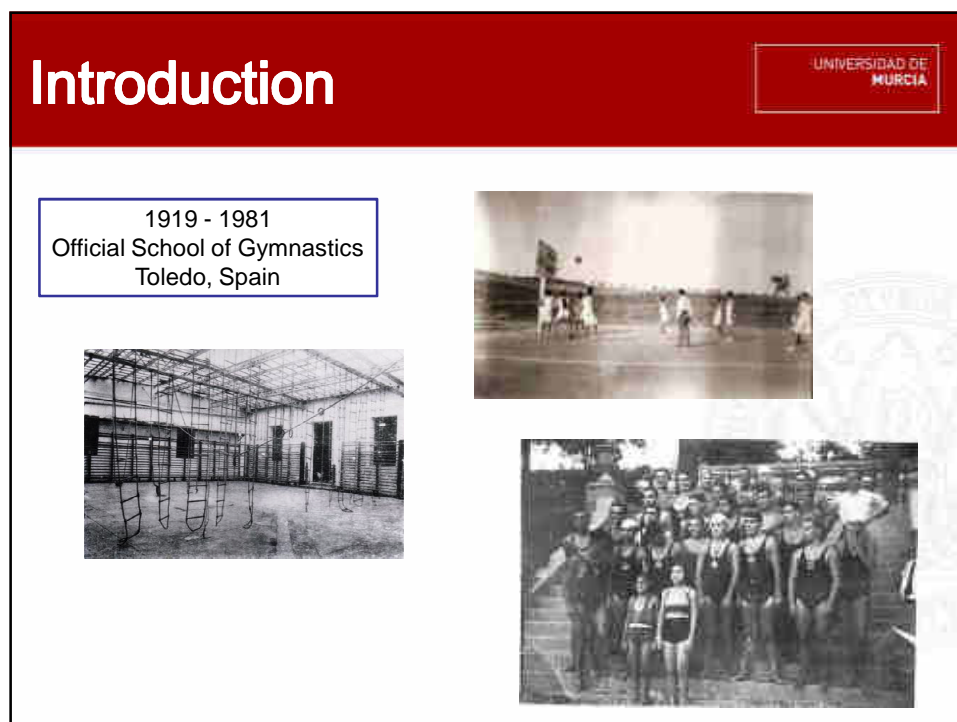 Introduction
UNIVERSIDAD DE
MURCIA
1919 - 1981
Official School of Gymnastics
Toledo, Spain